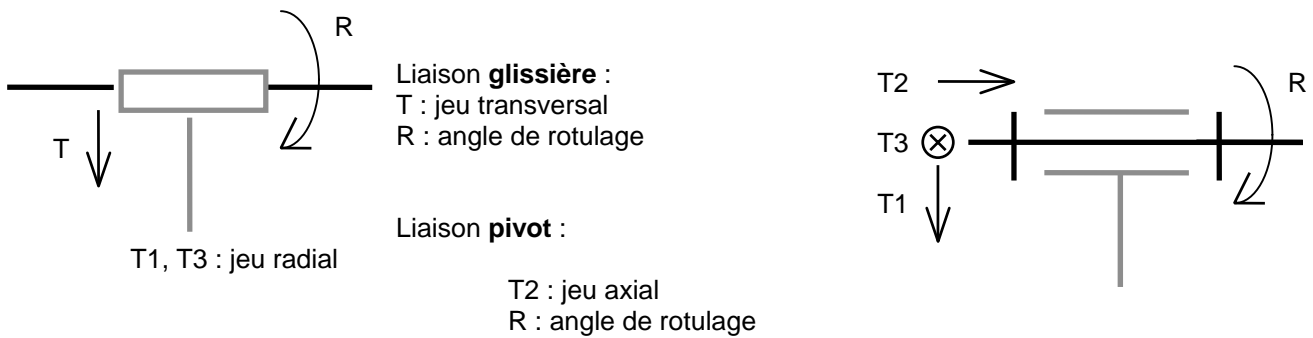 R
T
Liaison glissière :
T : jeu transversal
R : angle de rotulage
Liaison pivot :
T1, T3 : jeu radial
T2 : jeu axial
R : angle de rotulage
T2
R
T3
T1